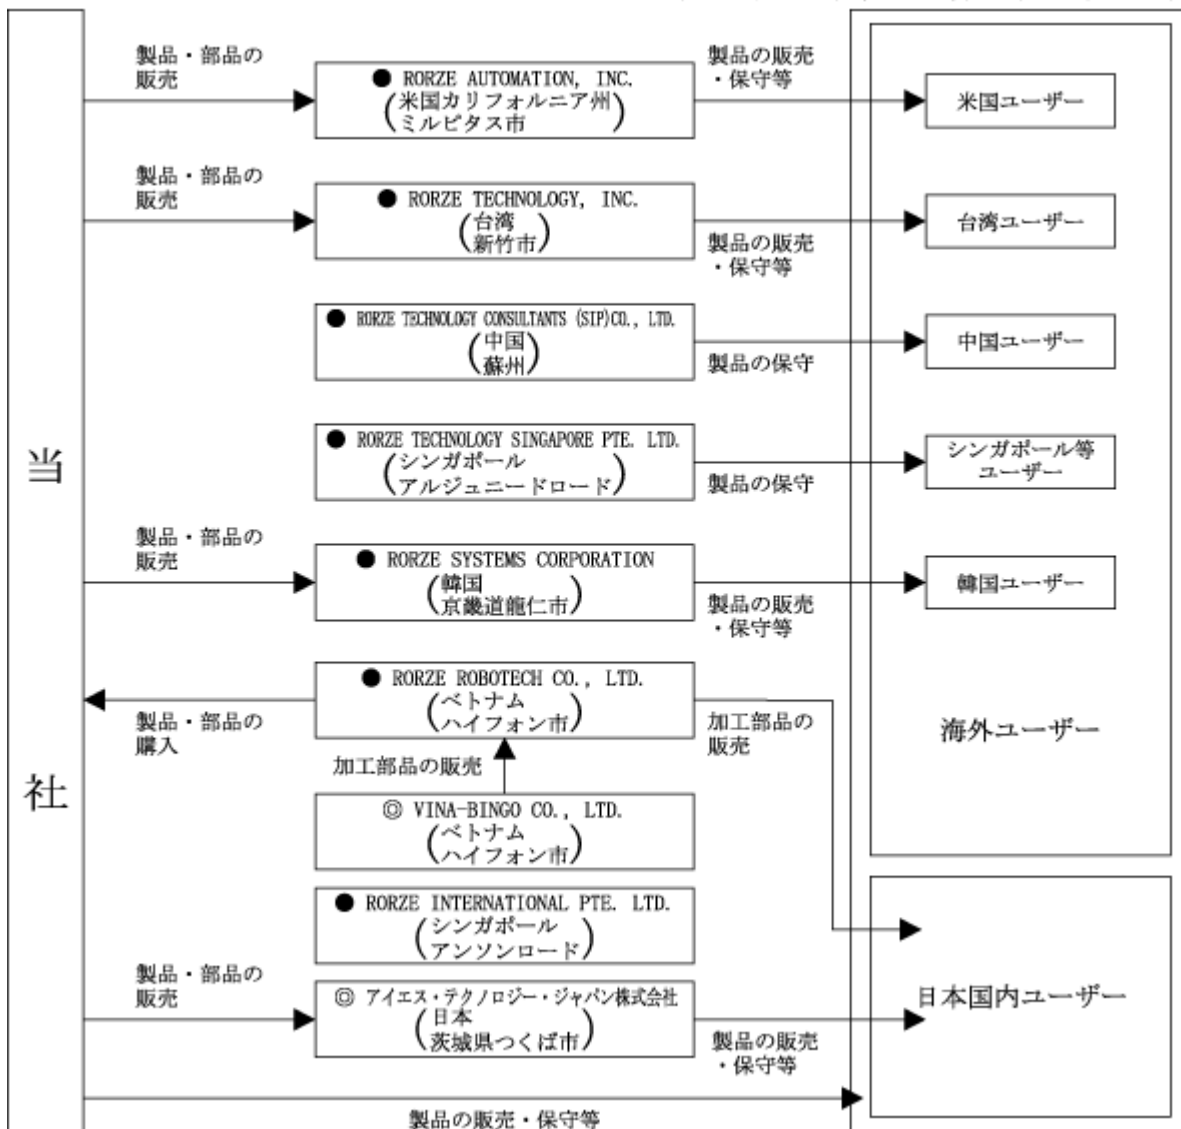 製品・部品の
販売
● RORZE AUTOMATION, INC.
(米国カリフォルニア州
ミルピタス市)
製品の販売
・保守等
米国ユーザー
製品・部品の
販売
● RORZE TECHNOLOGY, INC.
(台湾
新竹市)
製品の販売
・保守等
台湾ユーザー
● RORZE TECHNOLOGY CONSULTANTS (SIP)CO., LTD.
(中国
蘇州)
製品の保守
中国ユーザー
当社
● RORZE TECHNOLOGY SINGAPORE PTE. LTD.
(シンガポール
アルジュニードロード)
製品の保守
シンガポール等
ユーザー
製品・部品の
販売
● RORZE SYSTEMS CORPORATION
(韓国
京畿道龍仁市)
製品の販売
・保守等
韓国ユーザー
● RORZE ROBOTECH CO., LTD.
(ベトナム
ハイフォン市)
製品・部品の
購入
加工部品の
販売
海外ユーザー
加工部品の販売
◎ VINA-BINGO CO., LTD.
(ベトナム
ハイフォン市)
● RORZE INTERNATIONAL PTE. LTD.
(シンガポール
アンソンロード)
製品・部品の
販売
◎ アイエス・テクノロジー・ジャパン株式会社
(日本
茨城県つくば市)
製品の販売
・保守等
日本国内ユーザー
製品の販売・保守等